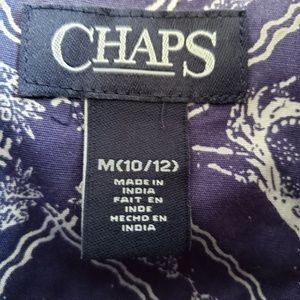 CHAPS
M(10/12)
MADE IN
INDIA
FAIT EN
INDE
HECHO EN
INDIA